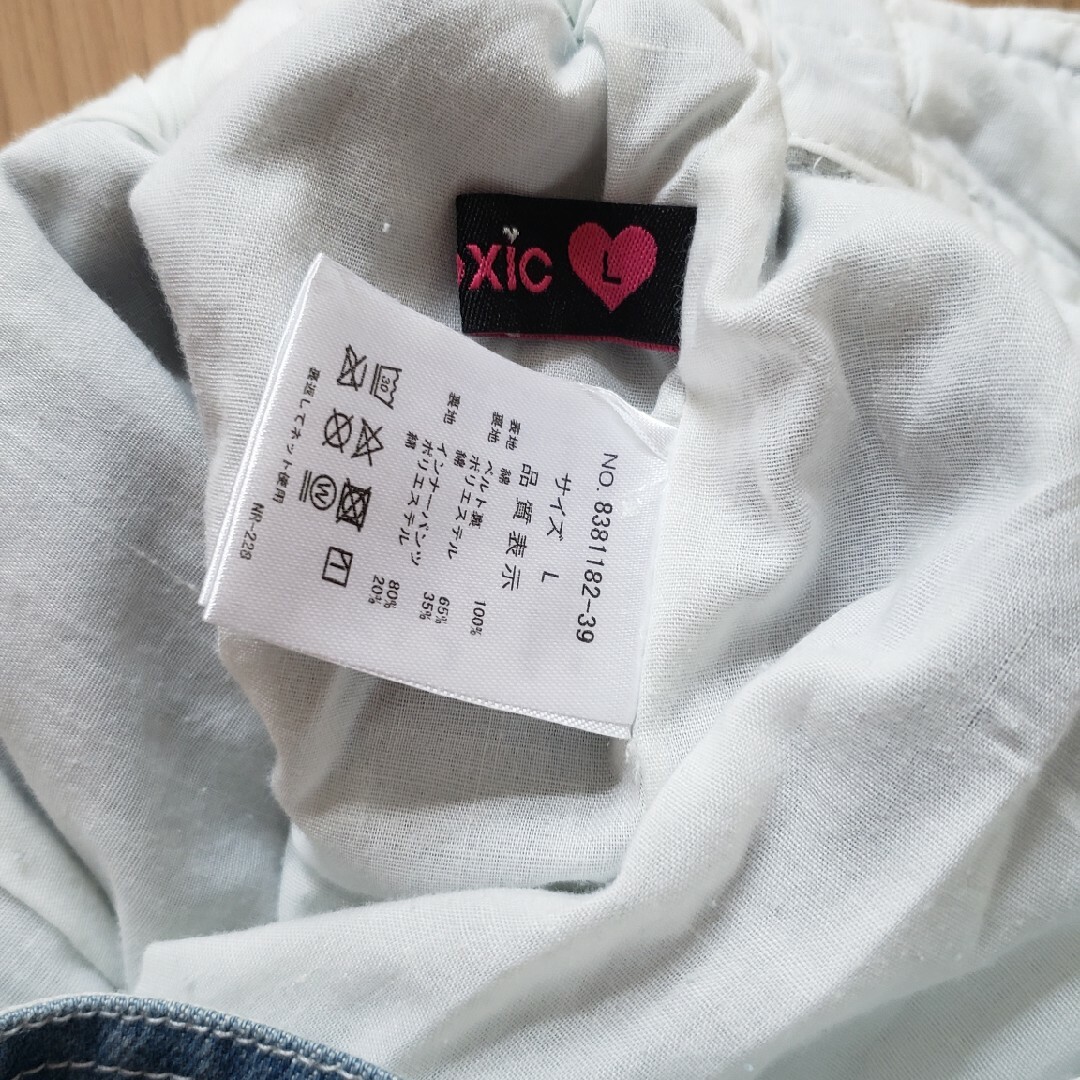 oxic
L
NO.8381182-39
サイズ L
品質表示
表地 綿 100%
ベルト裏
裏地 ポリエステル 65%
綿 35%
インナーパンツ
裏地 ポリエステル 80%
綿 20%
30
W
裏返してネット使用
NR-228